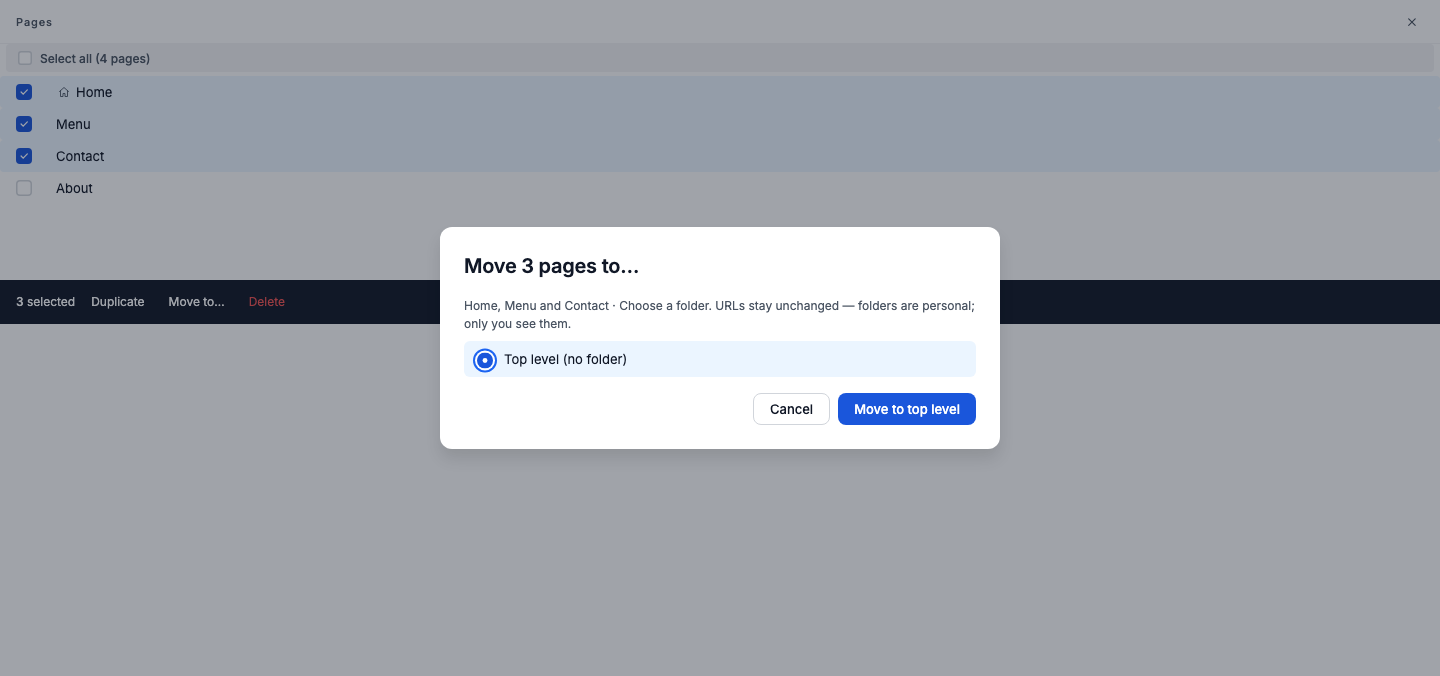 Pages
Select all (4 pages)
Home
Menu
Contact
About
Move 3 pages to...
3 selected Duplicate Move to... Delete
Home, Menu and Contact · Choose a folder. URLs stay unchanged — folders are personal;
only you see them.
Top level (no folder)
Cancel Move to top level